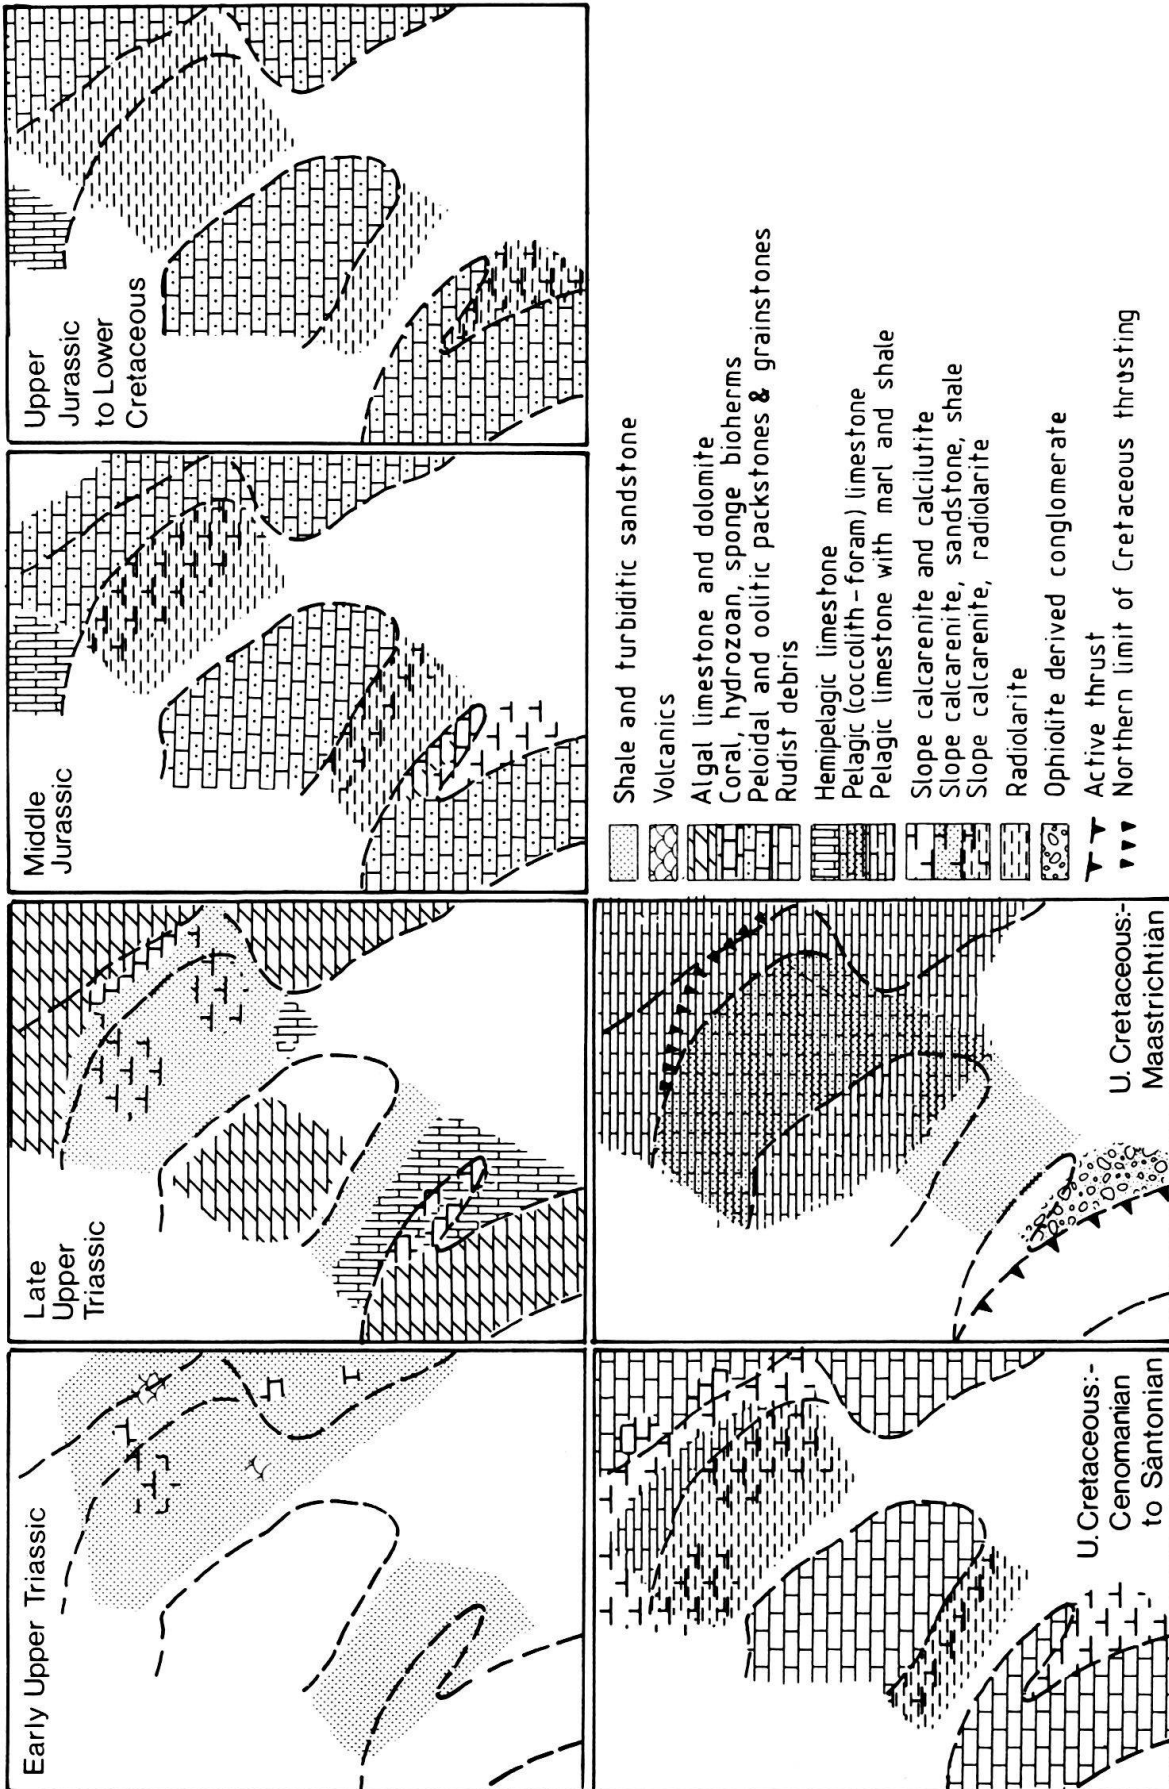 Early Upper Triassic
Late
Upper
Triassic
Middle
Jurassic
Upper
Jurassic
to Lower
Cretaceous
U. Cretaceous:-
Cenomanian
to Santonian
U. Cretaceous:-
Maastrichtian
Shale and turbiditic sandstone
Volcanics
Algal limestone and dolomite
Coral, hydrozoan, sponge bioherms
Peloidal and oolitic packstones & grainstones
Rudist debris
Hemipelagic limestone
Pelagic (coccolith-foram) limestone
Pelagic limestone with marl and shale
Slope calcarenite and calcilutite
Slope calcarenite, sandstone, shale
Slope calcarenite, radiolarite
Radiolarite
Ophiolite derived conglomerate
Active thrust
Northern limit of Cretaceous thrusting